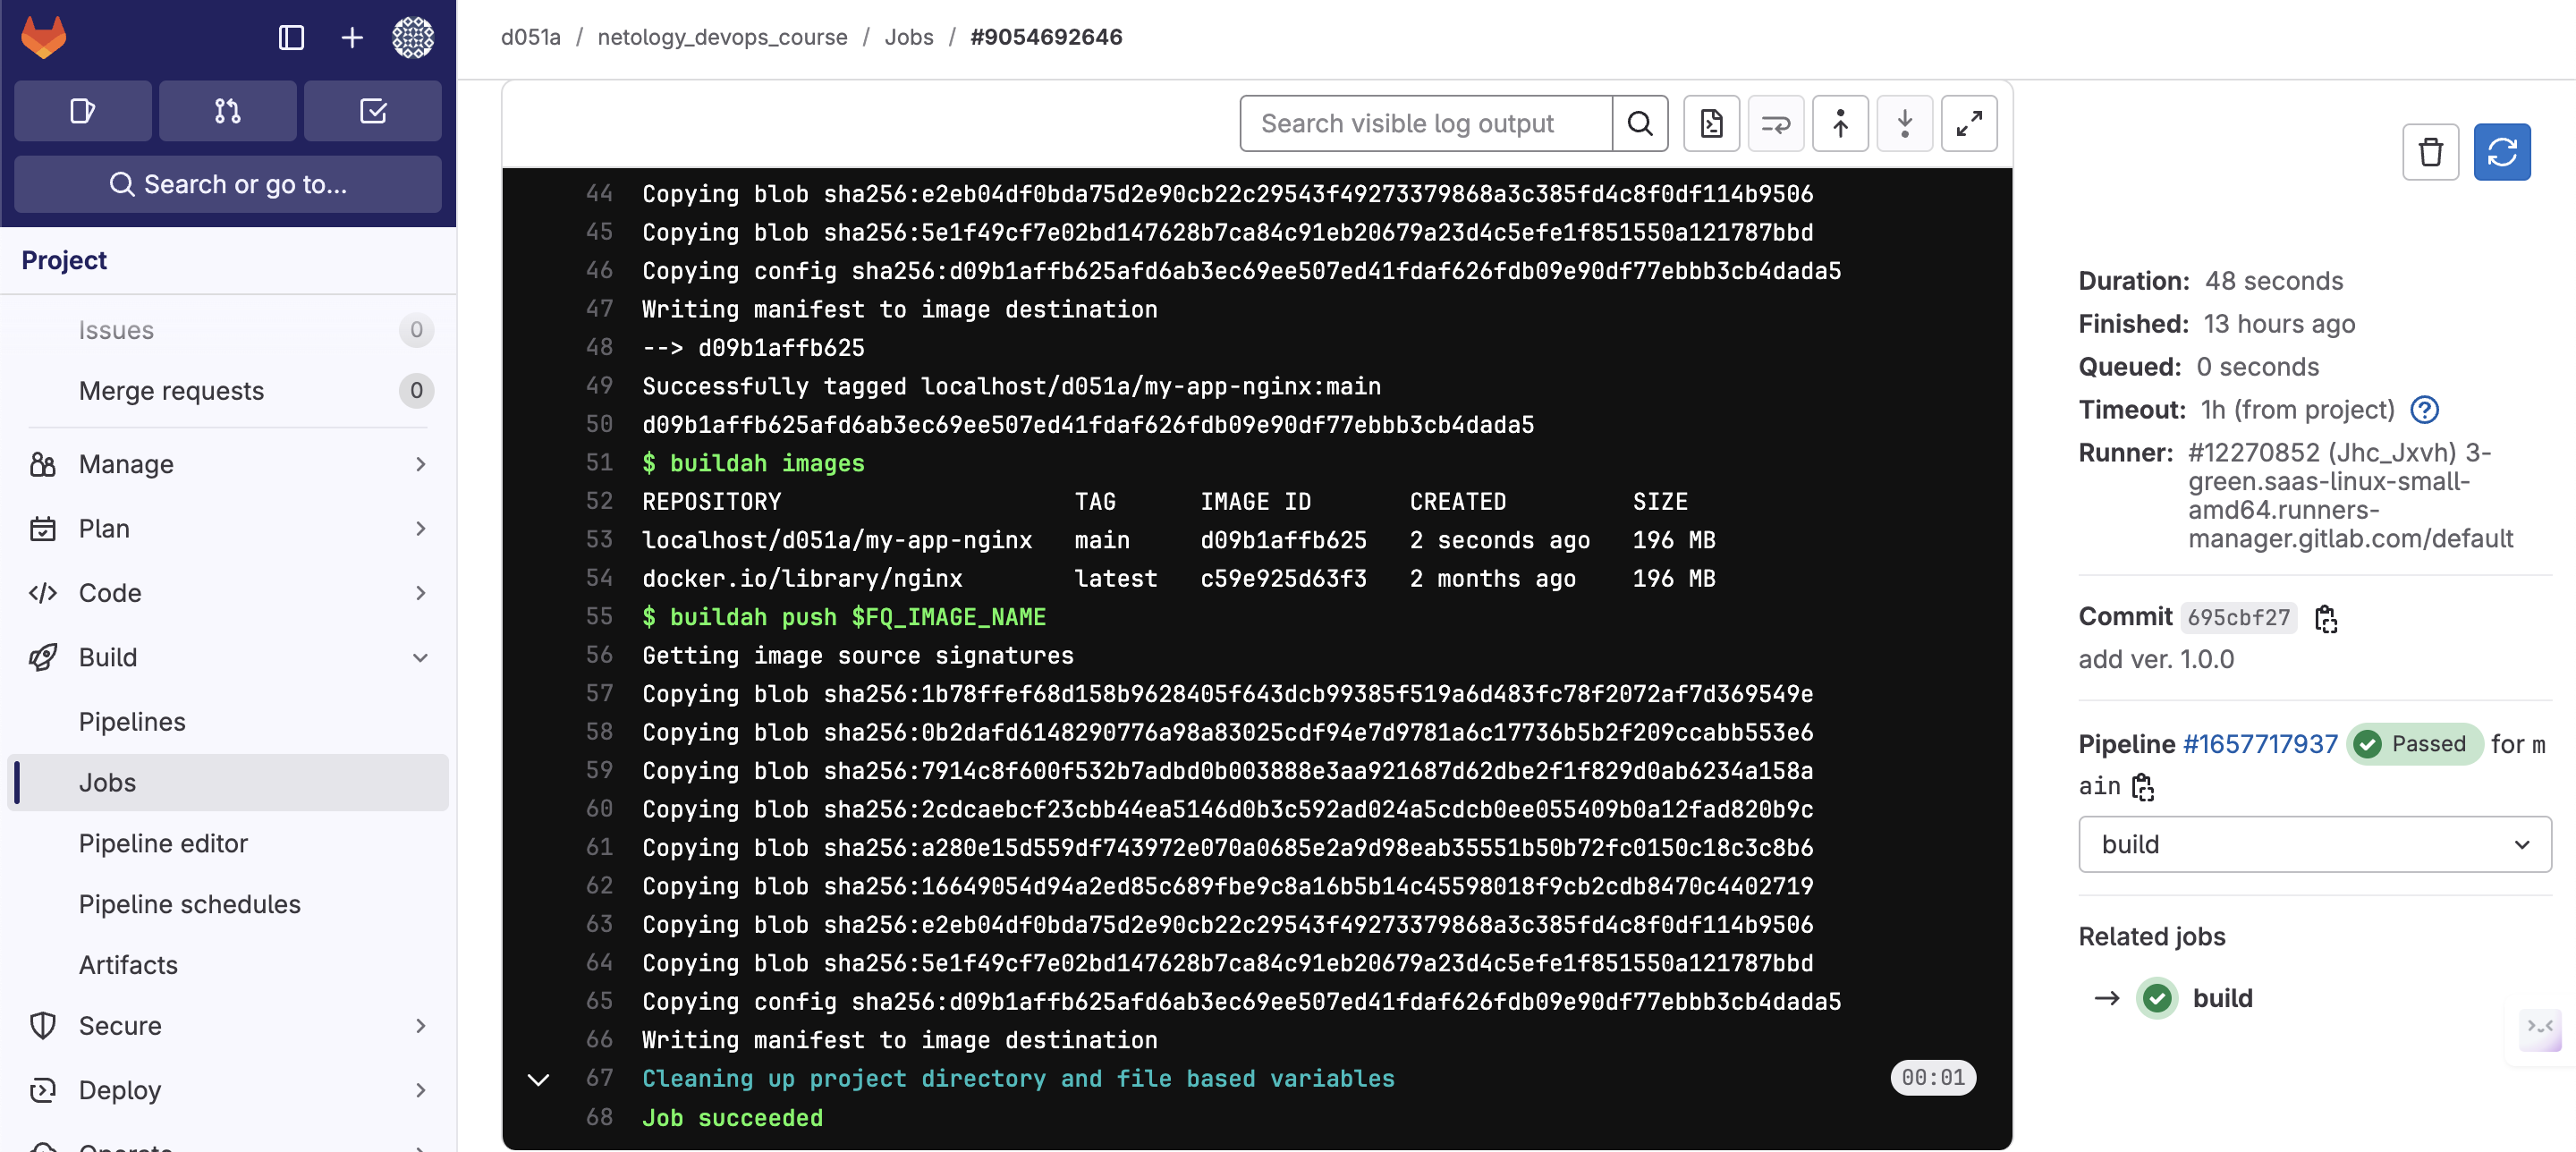 d051a / netology_devops_course / Jobs / #9054692646
Search or go to...
Project
Issues 0
Merge requests 0
Manage
Plan
Code
Build
Pipelines
Jobs
Pipeline editor
Pipeline schedules
Artifacts
Secure
Deploy
Operate
Search visible log output
44 Copying blob sha256:e2eb04df0bda75d2e90cb22c29543f49273379868a3c385fd4c8f0df114b9506
45 Copying blob sha256:5e1f49cf7e02bd147628b7ca84c91eb20679a23d4c5efe1f851550a121787bbd
46 Copying config sha256:d09b1affb625afd6ab3ec69ee507ed41fdaf626fdb09e90df77ebbb3cb4dada5
47 Writing manifest to image destination
48 --> d09b1affb625
49 Successfully tagged localhost/d051a/my-app-nginx:main
50 d09b1affb625afd6ab3ec69ee507ed41fdaf626fdb09e90df77ebbb3cb4dada5
51 $ buildah images
52 REPOSITORY TAG IMAGE ID CREATED SIZE
53 localhost/d051a/my-app-nginx main d09b1affb625 2 seconds ago 196 MB
54 docker.io/library/nginx latest c59e925d63f3 2 months ago 196 MB
55 $ buildah push $FQ_IMAGE_NAME
56 Getting image source signatures
57 Copying blob sha256:1b78ffef68d158b9628405f643dcb99385f519a6d483fc78f2072af7d369549e
58 Copying blob sha256:0b2dafd6148290776a98a83025cdf94e7d9781a6c17736b5b2f209ccabb553e6
59 Copying blob sha256:7914c8f600f532b7adbd0b003888e3aa921687d62dbe2f1f829d0ab6234a158a
60 Copying blob sha256:2cdcaebcf23cbb44ea5146d0b3c592ad024a5cdcb0ee055409b0a12fad820b9c
61 Copying blob sha256:a280e15d559df743972e070a0685e2a9d98eab35551b50b72fc0150c18c3c8b6
62 Copying blob sha256:16649054d94a2ed85c689fbe9c8a16b5b14c45598018f9cb2cdb8470c4402719
63 Copying blob sha256:e2eb04df0bda75d2e90cb22c29543f49273379868a3c385fd4c8f0df114b9506
64 Copying blob sha256:5e1f49cf7e02bd147628b7ca84c91eb20679a23d4c5efe1f851550a121787bbd
65 Copying config sha256:d09b1affb625afd6ab3ec69ee507ed41fdaf626fdb09e90df77ebbb3cb4dada5
66 Writing manifest to image destination
67 Cleaning up project directory and file based variables 00:01
68 Job succeeded
Duration: 48 seconds
Finished: 13 hours ago
Queued: 0 seconds
Timeout: 1h (from project)
Runner: #12270852 (Jhc_Jxvh) 3-
green.saas-linux-small-
amd64.runners-
manager.gitlab.com/default
Commit 695cbf27
add ver. 1.0.0
Pipeline #1657717937 Passed for m
ain
build
Related jobs
→ build